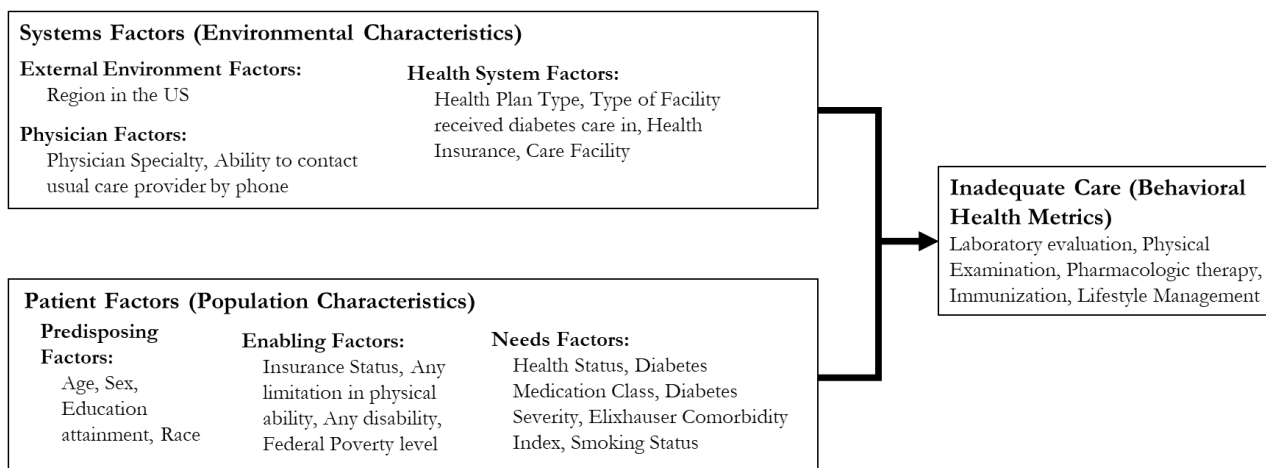 Systems Factors (Environmental Characteristics)
External Environment Factors:
Region in the US
Physician Factors:
Physician Specialty, Ability to contact
usual care provider by phone
Health System Factors:
Health Plan Type, Type of Facility
received diabetes care in, Health
Insurance, Care Facility
Patient Factors (Population Characteristics)
Predisposing
Factors:
Age, Sex,
Education
attainment, Race
Enabling Factors:
Insurance Status, Any
limitation in physical
ability, Any disability,
Federal Poverty level
Needs Factors:
Health Status, Diabetes
Medication Class, Diabetes
Severity, Elixhauser Comorbidity
Index, Smoking Status
Inadequate Care (Behavioral
Health Metrics)
Laboratory evaluation, Physical
Examination, Pharmacologic therapy,
Immunization, Lifestyle Management